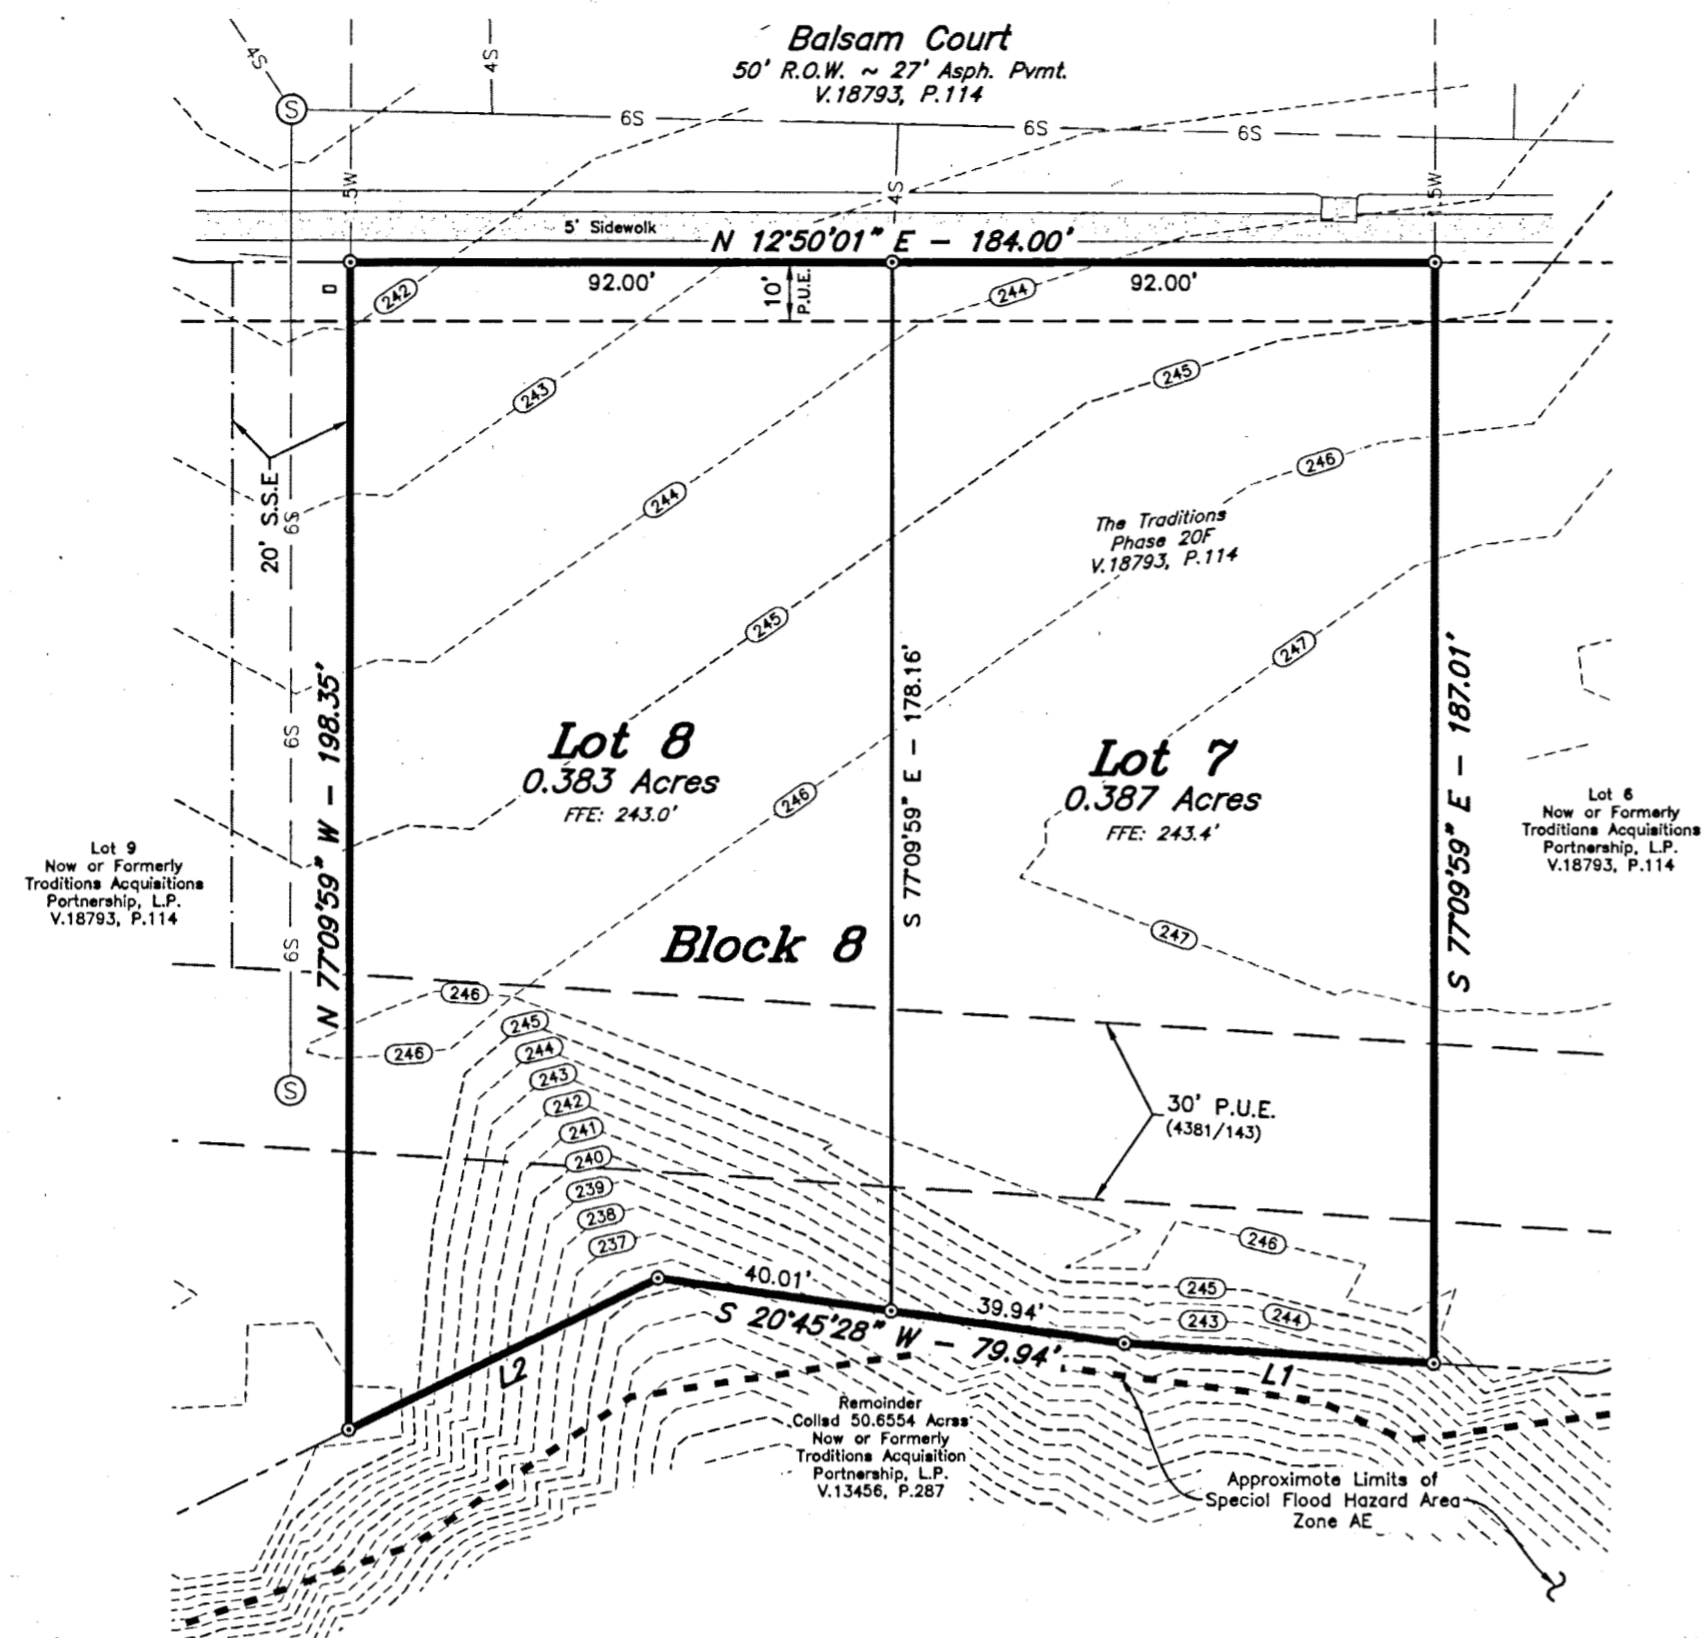 Balsam Court
50' R.O.W. ~ 27' Asph. Pvmt.
V.18793, P.114
4S
4S
S
6S
6S
6S
5W
4S
5W
5' Sidewalk
N 12°50'01" E - 184.00'
92.00'
10'
P.U.E.
92.00'
242
244
243
245
244
246
20' S.S.E
6S
The Traditions
Phase 20F
V.18793, P.114
245
247
N 77°09'59" W - 198.35'
S 77°09'59" E - 178.16'
S 77°09'59" E - 187.01'
6S
Lot 8
0.383 Acres
FFE: 243.0'
Lot 7
0.387 Acres
FFE: 243.4'
246
Lot 9
Now or Formerly
Traditions Acquisitions
Partnership, L.P.
V.18793, P.114
Lot 6
Now or Formerly
Traditions Acquisitions
Partnership, L.P.
V.18793, P.114
Block 8
247
6S
246
245
246
244
243
242
241
240
239
238
237
S
30' P.U.E.
(4381/143)
246
245
244
243
40.01'
39.94'
S 20°45'28" W - 79.94'
L2
L1
Remainder
Called 50.6554 Acres
Now or Formerly
Traditions Acquisition
Partnership, L.P.
V.13456, P.287
Approximate Limits of
Special Flood Hazard Area
Zone AE